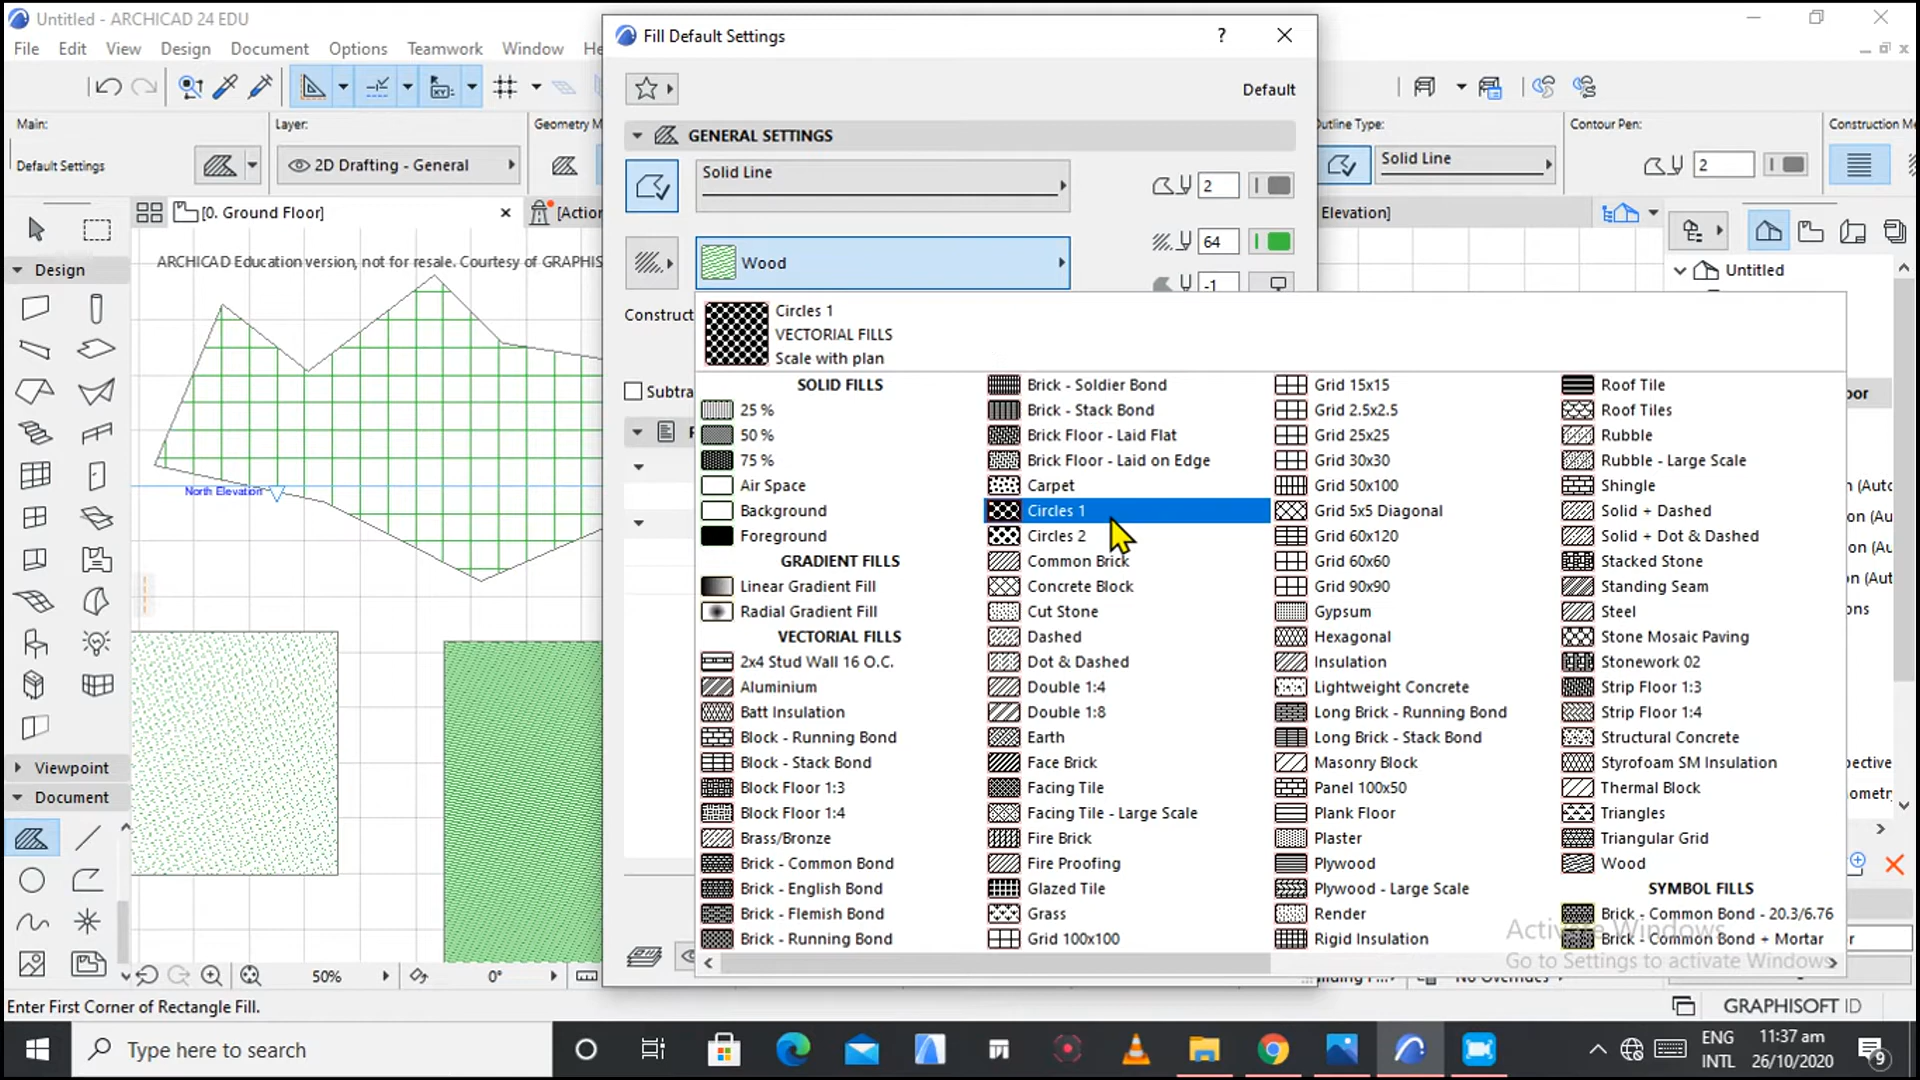 Untitled - ARCHICAD 24 EDU
File Edit View Design Document Options Teamwork Window He
Main:
Default Settings
Layer:
2D Drafting - General
Geometry M
Outline Type:
Solid Line
Contour Pen:
2
Construction Me
[0. Ground Floor]
[Action
Elevation]
Design
Viewpoint
Document
ARCHICAD Education version, not for resale. Courtesy of GRAPHIS
North Elevation
Fill Default Settings
?
Default
GENERAL SETTINGS
Solid Line
2
Wood
64
-1
Construct
Subtra
Circles 1
VECTORIAL FILLS
Scale with plan
SOLID FILLS
25 %
50 %
75 %
Air Space
Background
Foreground
GRADIENT FILLS
Linear Gradient Fill
Radial Gradient Fill
VECTORIAL FILLS
2x4 Stud Wall 16 O.C.
Aluminium
Batt Insulation
Block - Running Bond
Block - Stack Bond
Block Floor 1:3
Block Floor 1:4
Brass/Bronze
Brick - Common Bond
Brick - English Bond
Brick - Flemish Bond
Brick - Running Bond
Brick - Soldier Bond
Brick - Stack Bond
Brick Floor - Laid Flat
Brick Floor - Laid on Edge
Carpet
Circles 1
Circles 2
Common Brick
Concrete Block
Cut Stone
Dashed
Dot & Dashed
Double 1:4
Double 1:8
Earth
Face Brick
Facing Tile
Facing Tile - Large Scale
Fire Brick
Fire Proofing
Glazed Tile
Grass
Grid 100x100
Grid 15x15
Grid 2.5x2.5
Grid 25x25
Grid 30x30
Grid 50x100
Grid 5x5 Diagonal
Grid 60x120
Grid 60x60
Grid 90x90
Gypsum
Hexagonal
Insulation
Lightweight Concrete
Long Brick - Running Bond
Long Brick - Stack Bond
Masonry Block
Panel 100x50
Plank Floor
Plaster
Plywood
Plywood - Large Scale
Render
Rigid Insulation
Roof Tile
Roof Tiles
Rubble
Rubble - Large Scale
Shingle
Solid + Dashed
Solid + Dot & Dashed
Stacked Stone
Standing Seam
Steel
Stone Mosaic Paving
Stonework 02
Strip Floor 1:3
Strip Floor 1:4
Structural Concrete
Styrofoam SM Insulation
Thermal Block
Triangles
Triangular Grid
Wood
SYMBOL FILLS
Brick - Common Bond - 20.3/6.76
Brick - Common Bond + Mortar
Untitled
oor
(Auto
(Aut
(Aut
(Aut
ons
pective
ometry
Activate Windows
Go to Settings to activate Windows.
50%
0°
No Overrides
Enter First Corner of Rectangle Fill.
GRAPHISOFT ID
Type here to search
ENG
INTL
11:37 am
26/10/2020
9